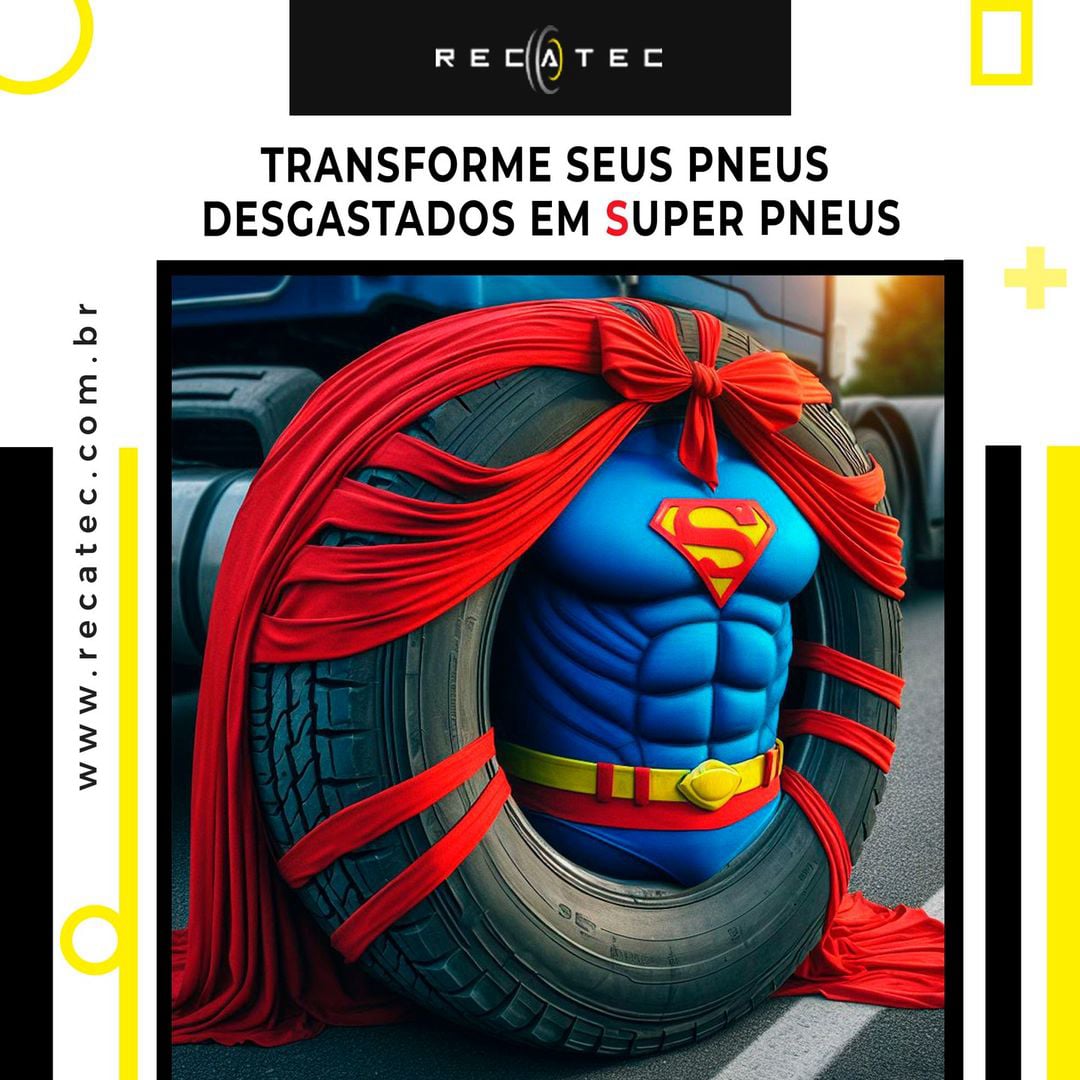 RECATEC
TRANSFORME SEUS PNEUS
DESGASTADOS EM SUPER PNEUS
www.recatec.com.br
S